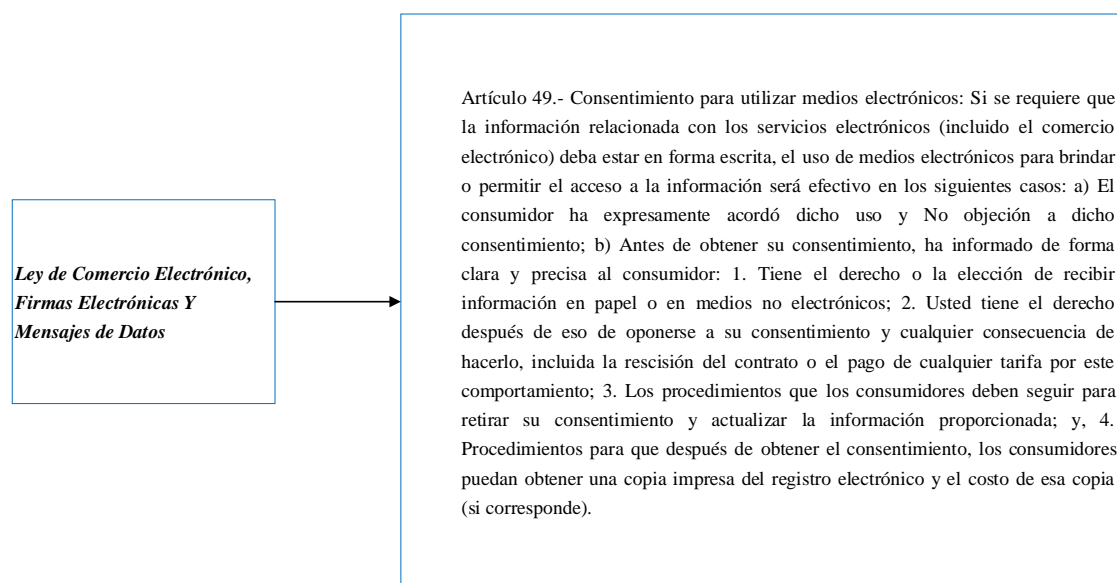 Ley de Comercio Electrónico,
Firmas Electrónicas Y
Mensajes de Datos
Artículo 49.- Consentimiento para utilizar medios electrónicos: Si se requiere que
la información relacionada con los servicios electrónicos (incluido el comercio
electrónico) deba estar en forma escrita, el uso de medios electrónicos para brindar
o permitir el acceso a la información será efectivo en los siguientes casos: a) El
consumidor ha expresamente acordó dicho uso y No objeción a dicho
consentimiento; b) Antes de obtener su consentimiento, ha informado de forma
clara y precisa al consumidor: 1. Tiene el derecho o la elección de recibir
información en papel o en medios no electrónicos; 2. Usted tiene el derecho
después de eso de oponerse a su consentimiento y cualquier consecuencia de
hacerlo, incluida la rescisión del contrato o el pago de cualquier tarifa por este
comportamiento; 3. Los procedimientos que los consumidores deben seguir para
retirar su consentimiento y actualizar la información proporcionada; y, 4.
Procedimientos para que después de obtener el consentimiento, los consumidores
puedan obtener una copia impresa del registro electrónico y el costo de esa copia
(si corresponde).